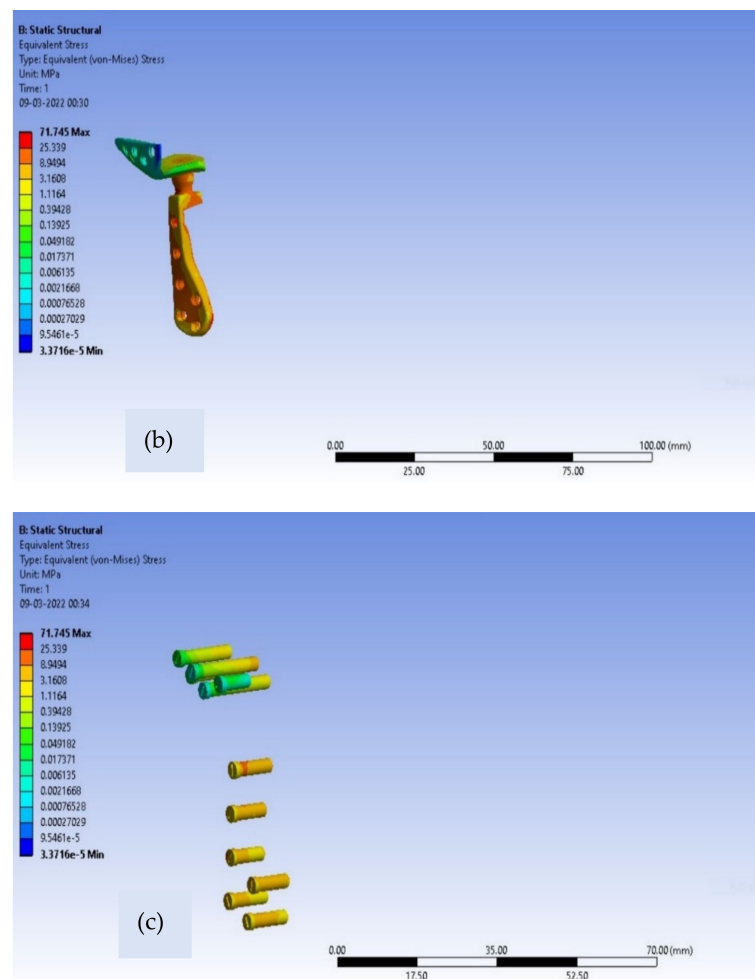 B: Static Structural
Equivalent Stress
Type: Equivalent (von-Mises) Stress
Unit: MPa
Time: 1
09-03-2022 00:30
71.745 Max
25.339
8.9494
3.1608
1.1164
0.39428
0.13925
0.049182
0.017371
0.006135
0.0021668
0.00076528
0.00027029
9.5461e-5
3.3716e-5 Min
(b)
0.00 50.00 100.00 (mm)
25.00 75.00
B: Static Structural
Equivalent Stress
Type: Equivalent (von-Mises) Stress
Unit: MPa
Time: 1
09-03-2022 00:34
71.745 Max
25.339
8.9494
3.1608
1.1164
0.39428
0.13925
0.049182
0.017371
0.006135
0.0021668
0.00076528
0.00027029
9.5461e-5
3.3716e-5 Min
(c)
0.00 35.00 70.00 (mm)
17.50 52.50